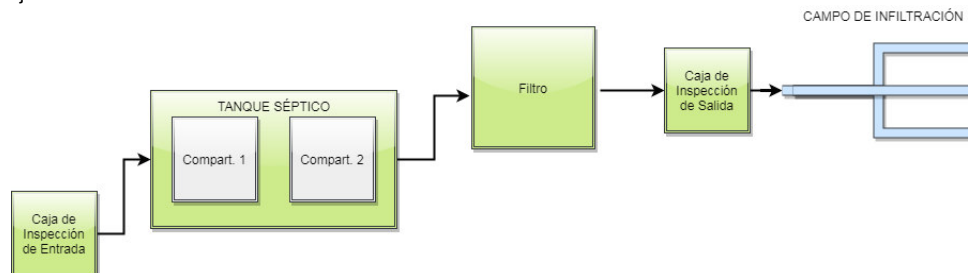 CAMPO DE INFILTRACIÓN
TANQUE SÉPTICO
Compart. 1
Compart. 2
Filtro
Caja de
Inspección
de Salida
Caja de
Inspección
de Entrada